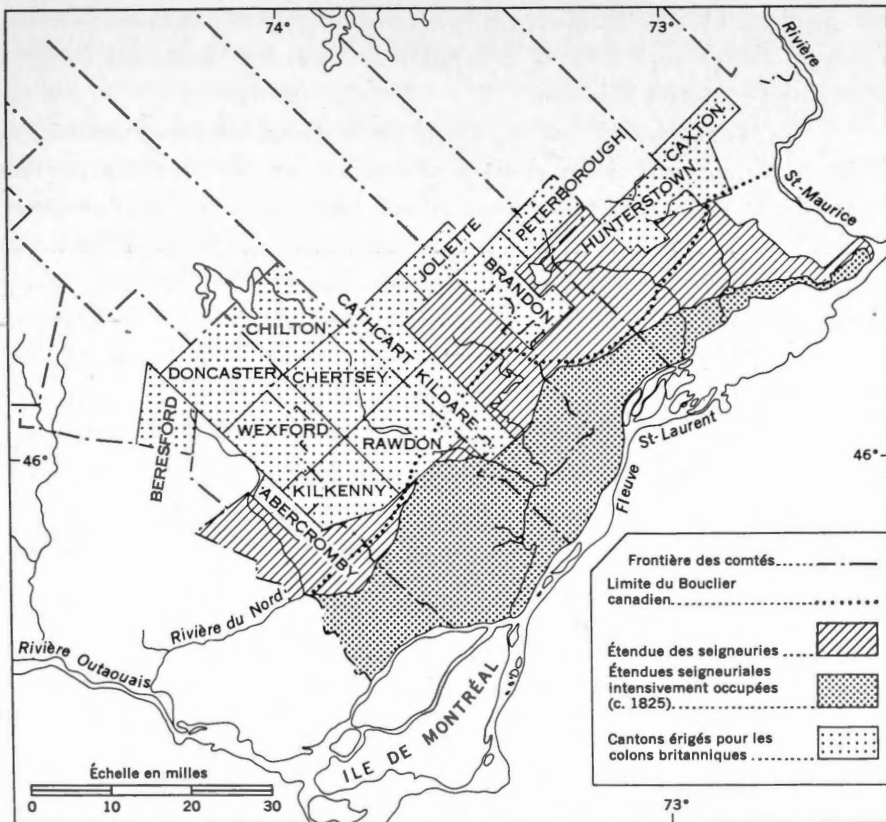 74°
73°
Rivière
St-Maurice
CAXTON
PETERBOROUGH
HUNTERSTOWN
JOLIETTE
BRANDON
CATHCART
CHILTON
KILDARE
DONCASTER
CHERTSEY
BERESFORD
WEXFORD
RAWDON
St-Laurent
Fleuve
46°
46°
KILKENNY
ABERCROMBY
Rivière du Nord
Rivière Outaouais
ILE DE MONTRÉAL
Frontière des comtés
Limite du Bouclier
canadien
Étendue des seigneuries
Étendues seigneuriales
intensivement occupées
(c. 1825)
Cantons érigés pour les
colons britanniques
Échelle en milles
0 10 20 30
73°